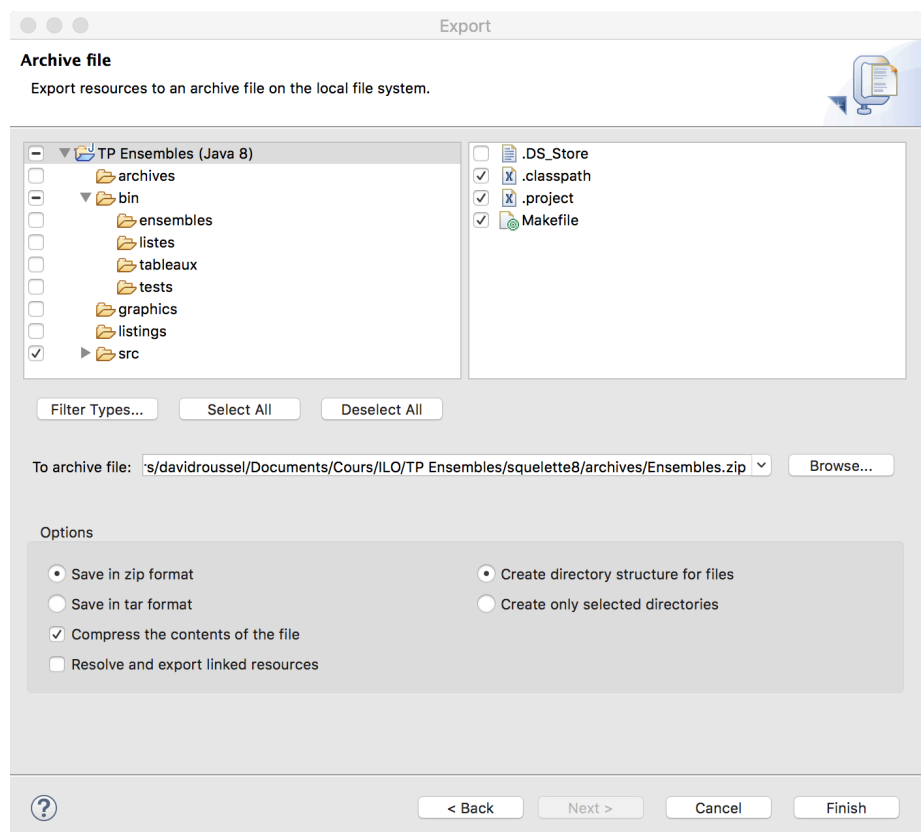 Export
Archive file
Export resources to an archive file on the local file system.
TP Ensembles (Java 8)
archives
bin
ensembles
listes
tableaux
tests
graphics
listings
src
.DS_Store
.classpath
.project
Makefile
Filter Types...
Select All
Deselect All
To archive file: s/davidroussel/Documents/Cours/ILO/TP Ensembles/squelette8/archives/Ensembles.zip
Browse...
Options
Save in zip format
Save in tar format
Compress the contents of the file
Resolve and export linked resources
Create directory structure for files
Create only selected directories
?
< Back
Next >
Cancel
Finish